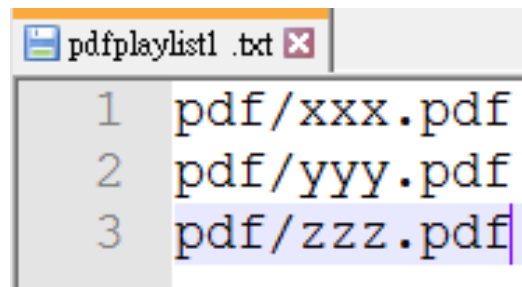 pdfplaylist1 .txt
1 pdf/xxx.pdf
2 pdf/yyy.pdf
3 pdf/zzz.pdf